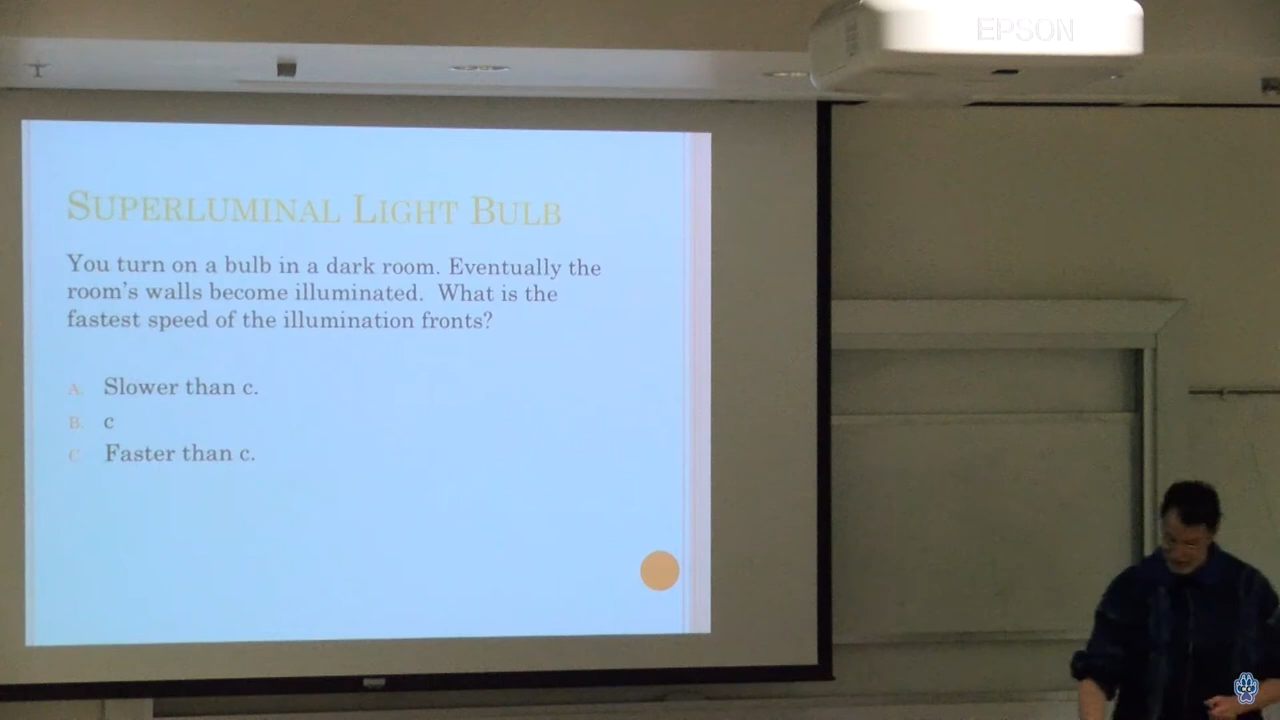 EPSON
SUPERLUMINAL LIGHT BULB
You turn on a bulb in a dark room. Eventually the
room's walls become illuminated. What is the
fastest speed of the illumination fronts?
A. Slower than c.
B. c
C. Faster than c.